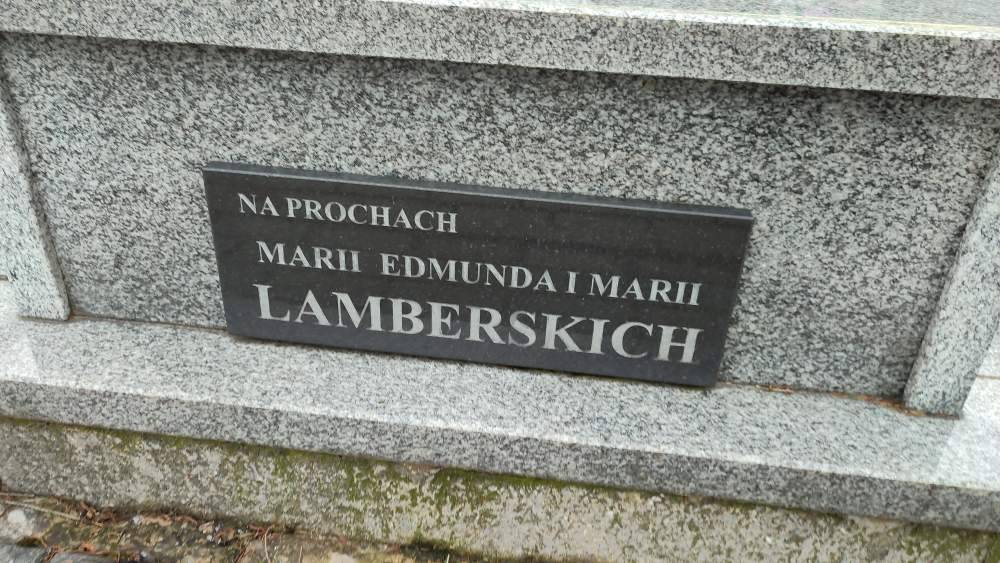 NA PROCHACH
MARII EDMUNDA I MARII
LAMBERSKICH